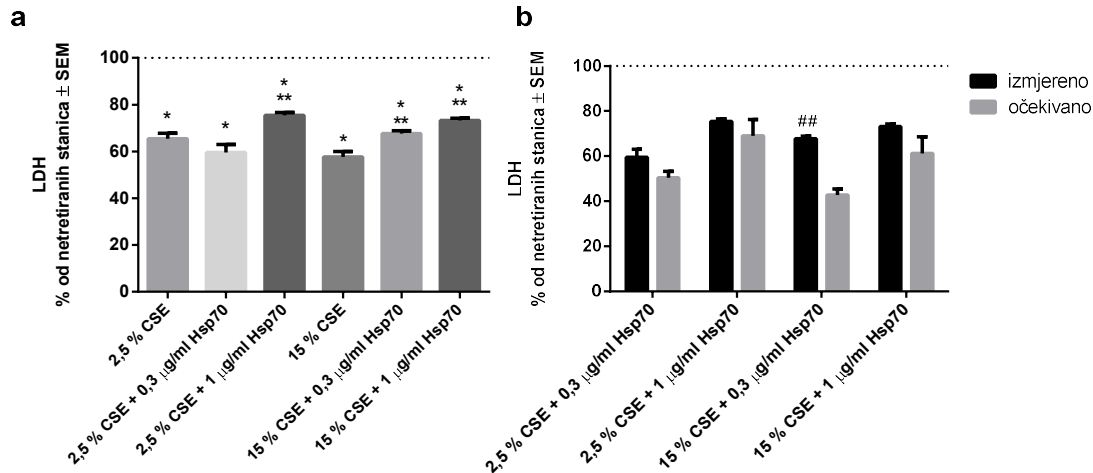 a
LDH
% od netretiranih stanica ± SEM
100
80
60
40
20
0
*
*
*
**
*
*
**
*
**
2,5 % CSE
2,5 % CSE + 0,3 µg/ml Hsp70
2,5 % CSE + 1 µg/ml Hsp70
15 % CSE
15 % CSE + 0,3 µg/ml Hsp70
15 % CSE + 1 µg/ml Hsp70
b
LDH
% od netretiranih stanica ± SEM
100
80
60
40
20
0
##
2,5 % CSE + 0,3 µg/ml Hsp70
2,5 % CSE + 1 µg/ml Hsp70
15 % CSE + 0,3 µg/ml Hsp70
15 % CSE + 1 µg/ml Hsp70
izmjereno
očekivano